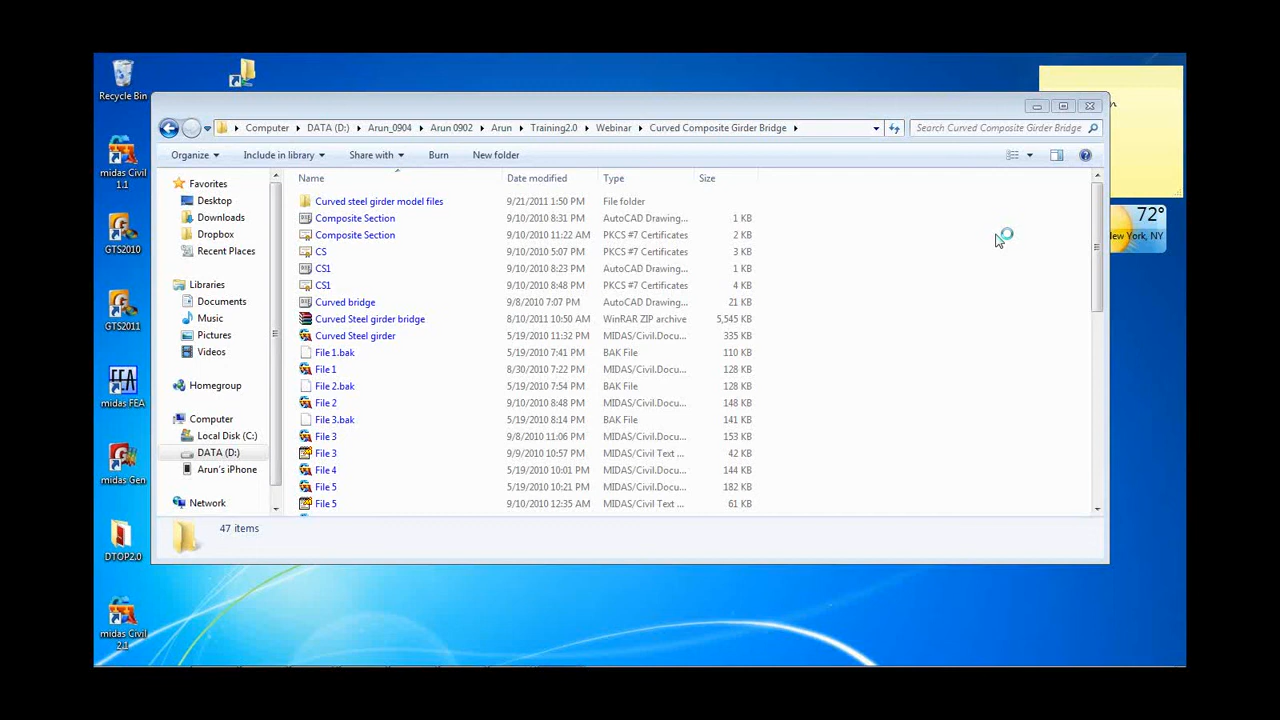 Recycle Bin
midas Civil
1.1
GTS2010
GTS2011
midas FEA
midas Gen
DTOP2.0
midas Civil
2.1
Computer DATA (D:) Arun_0904 Arun 0902 Arun Training2.0 Webinar Curved Composite Girder Bridge Search Curved Composite Girder Bridge
Organize Include in library Share with Burn New folder
Favorites
Desktop
Downloads
Dropbox
Recent Places
Libraries
Documents
Music
Pictures
Videos
Homegroup
Computer
Local Disk (C:)
DATA (D:)
Arun's iPhone
Network
Name Date modified Type Size
Curved steel girder model files 9/21/2011 1:50 PM File folder
Composite Section 9/10/2010 8:31 PM AutoCAD Drawing... 1 KB
Composite Section 9/10/2010 11:22 AM PKCS #7 Certificates 2 KB
CS 9/10/2010 5:07 PM PKCS #7 Certificates 3 KB
CS1 9/10/2010 8:23 PM AutoCAD Drawing... 1 KB
CS1 9/10/2010 8:48 PM PKCS #7 Certificates 4 KB
Curved bridge 9/8/2010 7:07 PM AutoCAD Drawing... 21 KB
Curved Steel girder bridge 8/10/2011 10:50 AM WinRAR ZIP archive 5,545 KB
Curved Steel girder 5/19/2010 11:32 PM MIDAS/Civil.Docu... 335 KB
File 1.bak 5/19/2010 7:41 PM BAK File 110 KB
File 1 8/30/2010 7:22 PM MIDAS/Civil.Docu... 128 KB
File 2.bak 5/19/2010 7:54 PM BAK File 128 KB
File 2 9/10/2010 8:48 PM MIDAS/Civil.Docu... 148 KB
File 3.bak 5/19/2010 8:14 PM BAK File 141 KB
File 3 9/8/2010 11:06 PM MIDAS/Civil.Docu... 153 KB
File 3 9/9/2010 10:57 PM MIDAS/Civil Text ... 42 KB
File 4 5/19/2010 10:01 PM MIDAS/Civil.Docu... 144 KB
File 5 5/19/2010 10:21 PM MIDAS/Civil.Docu... 182 KB
File 5 9/10/2010 12:35 AM MIDAS/Civil Text ... 61 KB
47 items
72°
New York, NY